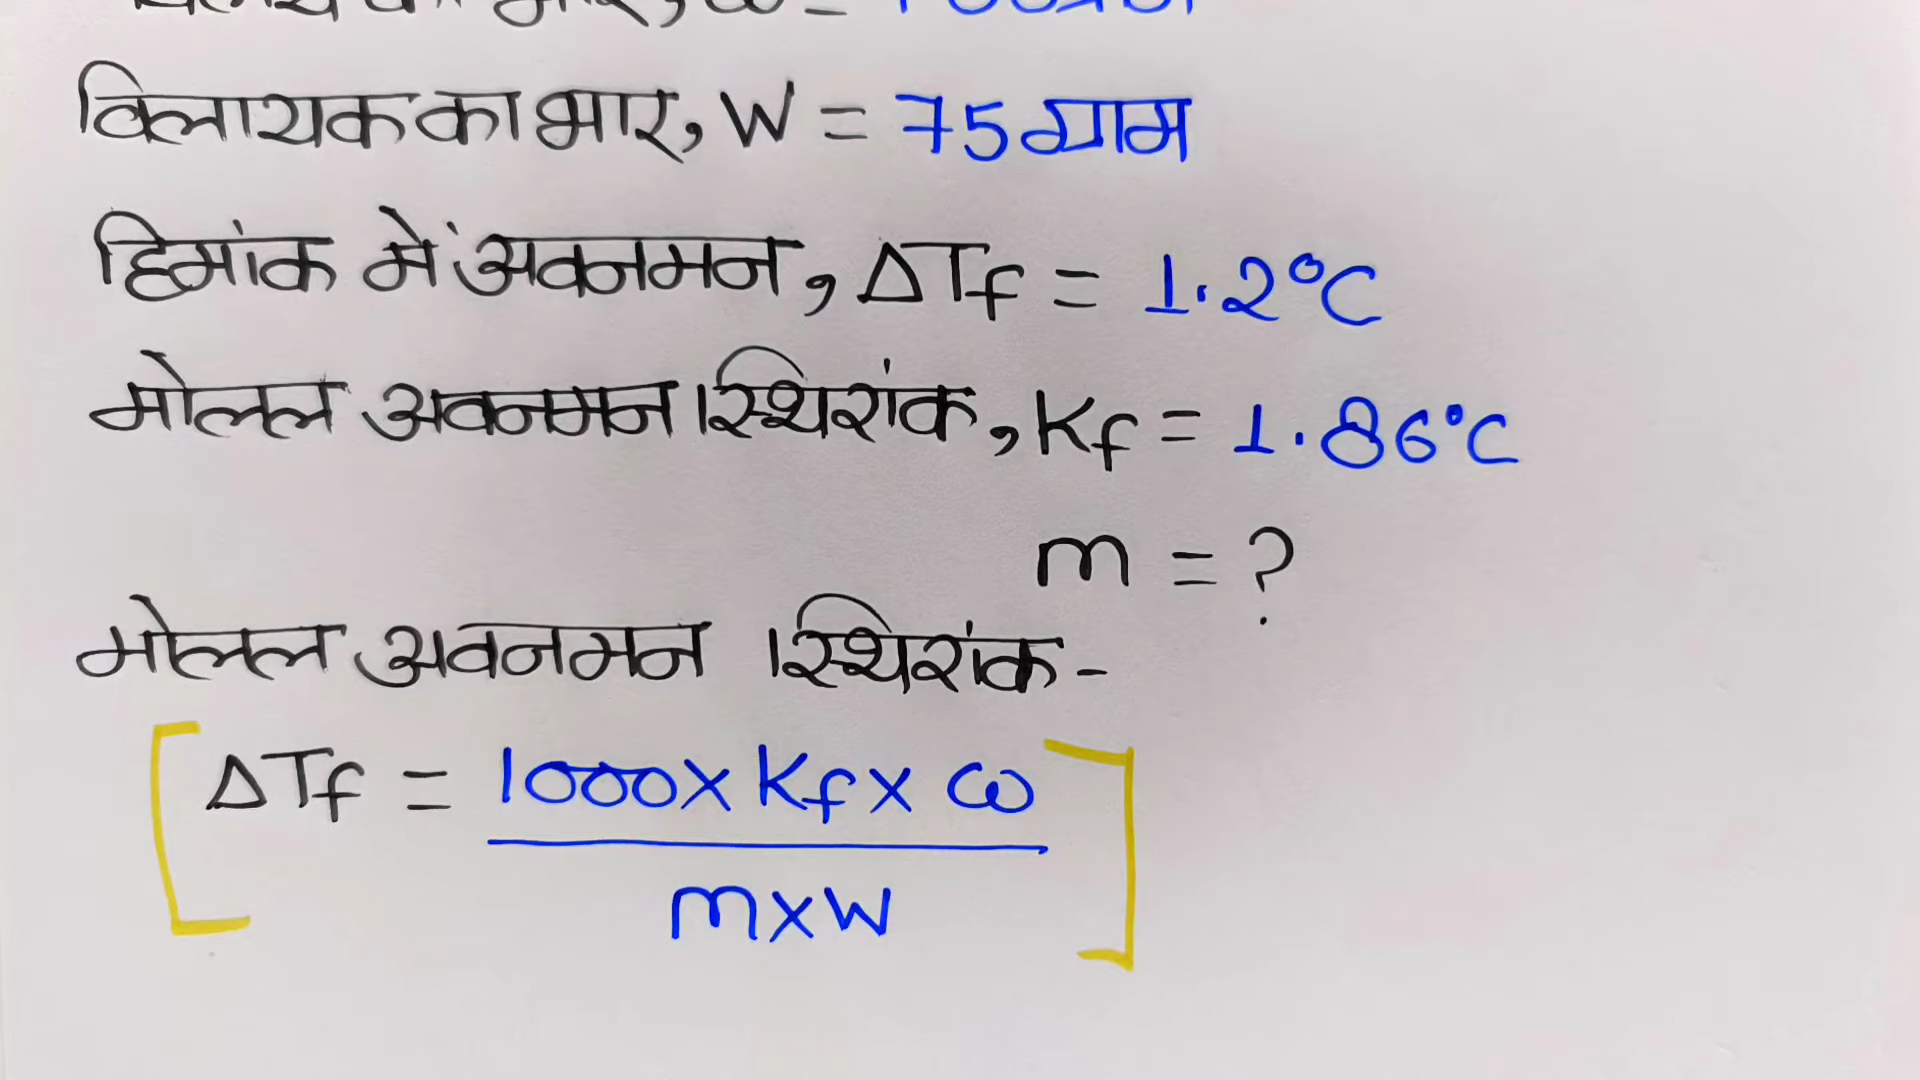 विलायक का भार, W = 75 ग्राम
हिमांक में अवनमन, ΔTf = 1.2°C
मोलल अवनमन स्थिरांक, Kf = 1.86°C
m = ?
मोलल अवनमन स्थिरांक-
ΔTf = 1000 x Kf x ω
m x W